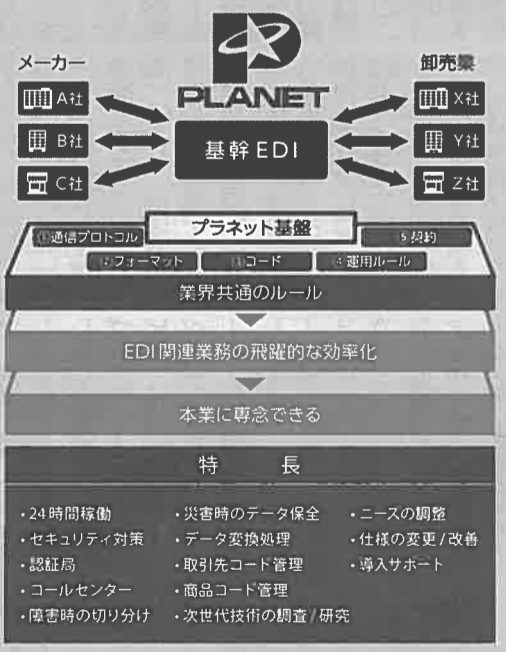 メーカー
卸売業
PLANET
A社
B社
C社
基幹EDI
X社
Y社
Z社
プラネット基盤
①通信プロトコル
⑤契約
②フォーマット
③コード
④運用ルール
業界共通のルール
EDI関連業務の飛躍的な効率化
本業に専念できる
特長
・24時間稼働
・セキュリティ対策
・認証局
・コールセンター
・障害時の切り分け
・災害時のデータ保全
・データ変換処理
・取引先コード管理
・商品コード管理
・次世代技術の調査/研究
・ニーズの調整
・仕様の変更/改善
・導入サポート